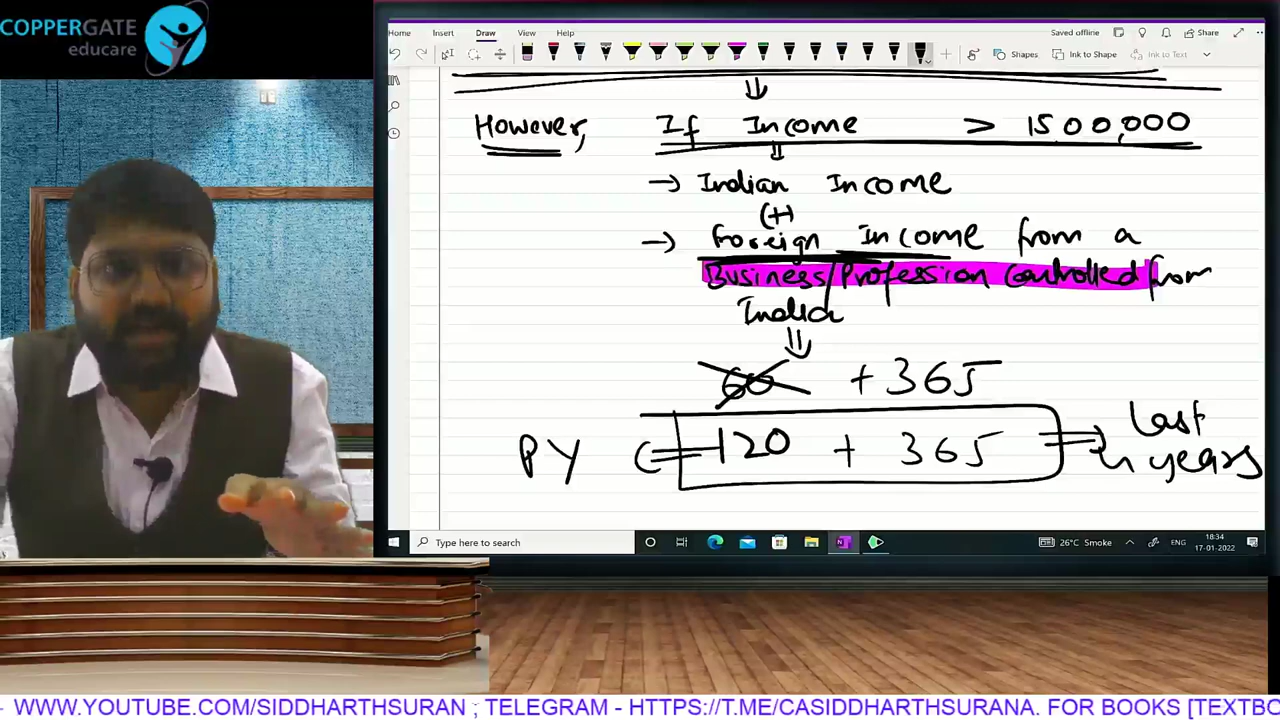 COPPERGATE
educare
Home Insert Draw View Help
Saved offline Share
Shapes Ink to Shape Ink to Text
However, If Income > 15,00,000
→ Indian Income
(+)
→ Foreign Income from a
Business/Profession controlled from
India
60 + 365
PY 120 + 365 last
4 years
Type here to search
26°C Smoke ENG 18:34
17-01-2022
- WWW.YOUTUBE.COM/SIDDHARTHSURAN ; TELEGRAM - HTTPS://T.ME/CASIDDHARTHSURANA. FOR BOOKS [TEXTBO